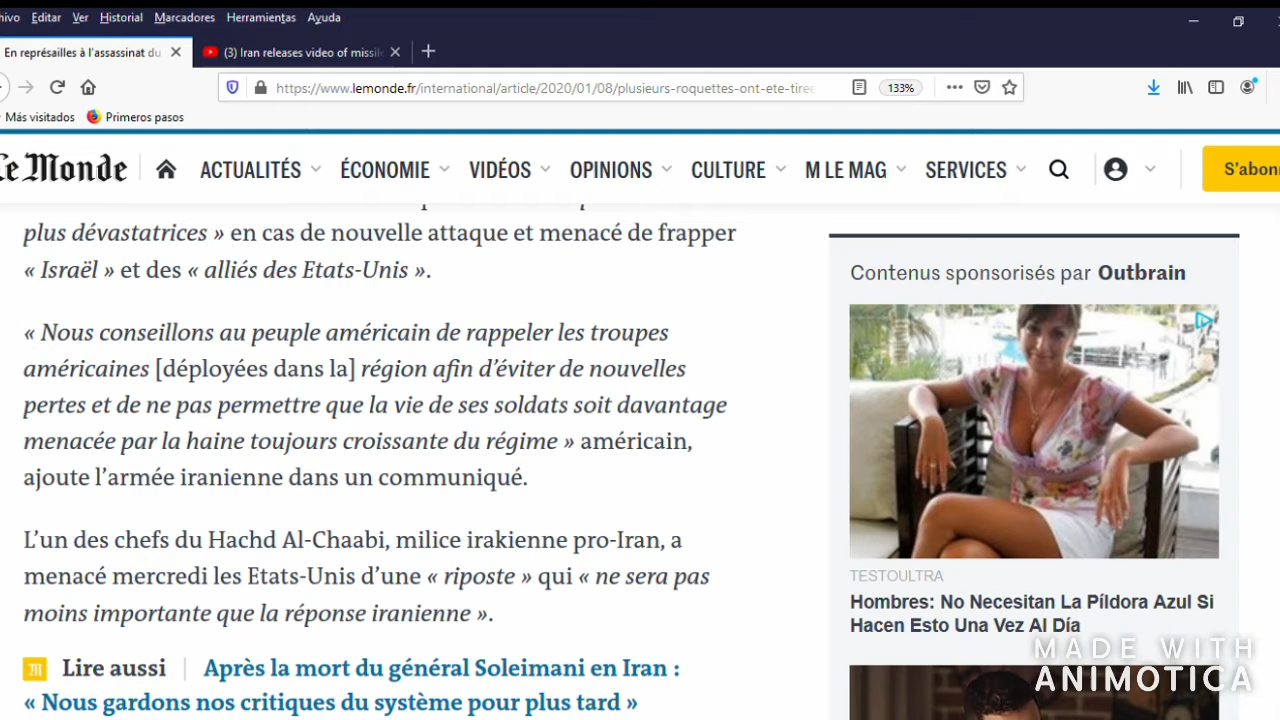 hivo Editar Ver Historial Marcadores Herramientas Ayuda
En représailles à l'assassinat du
(3) Iran releases video of missile
https://www.lemonde.fr/international/article/2020/01/08/plusieurs-roquettes-ont-ete-tiree
133%
Más visitados
Primeros pasos
Le Monde
ACTUALITÉS
ÉCONOMIE
VIDÉOS
OPINIONS
CULTURE
M LE MAG
SERVICES
S'abon
plus dévastatrices » en cas de nouvelle attaque et menacé de frapper
« Israël » et des « alliés des Etats-Unis ».
« Nous conseillons au peuple américain de rappeler les troupes
américaines [déployées dans la] région afin d'éviter de nouvelles
pertes et de ne pas permettre que la vie de ses soldats soit davantage
menacée par la haine toujours croissante du régime » américain,
ajoute l'armée iranienne dans un communiqué.
L'un des chefs du Hachd Al-Chaabi, milice irakienne pro-Iran, a
menacé mercredi les Etats-Unis d'une « riposte » qui « ne sera pas
moins importante que la réponse iranienne ».
Lire aussi | Après la mort du général Soleimani en Iran :
« Nous gardons nos critiques du système pour plus tard »
Contenus sponsorisés par Outbrain
TESTOULTRA
Hombres: No Necesitan La Píldora Azul Si
Hacen Esto Una Vez Al Día
MADE WITH
ANIMOTICA